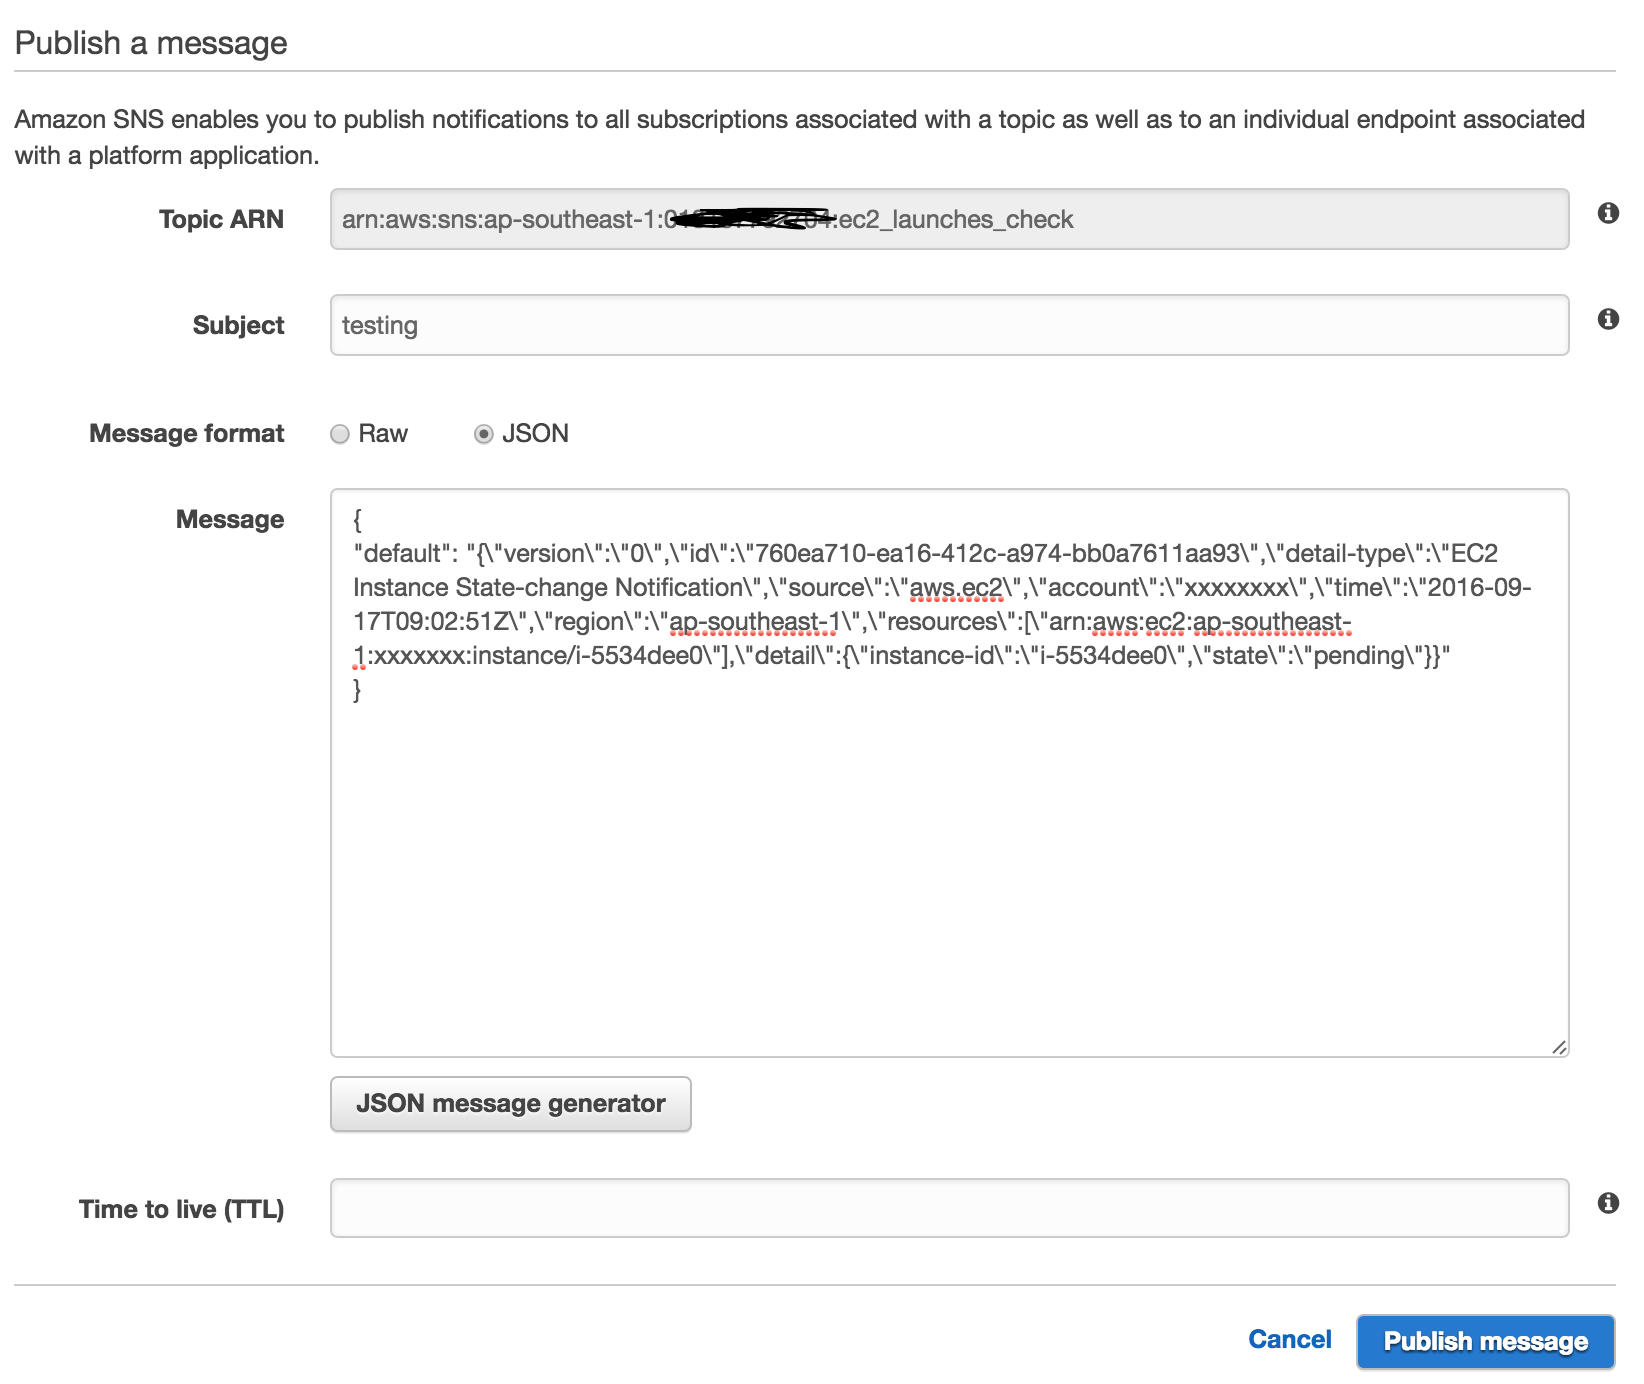 Publish a message
Amazon SNS enables you to publish notifications to all subscriptions associated with a topic as well as to an individual endpoint associated
with a platform application.
Topic ARN
arn:aws:sns:ap-southeast-1: :ec2_launches_check
Subject
testing
Message format
Raw
JSON
Message
{
"default": "{\"version\":\"0\",\"id\":\"760ea710-ea16-412c-a974-bb0a7611aa93\",\"detail-type\":\"EC2
Instance State-change Notification\",\"source\":\"aws.ec2\",\"account\":\"xxxxxxxx\",\"time\":\"2016-09-
17T09:02:51Z\",\"region\":\"ap-southeast-1\",\"resources\":[\"arn:aws:ec2:ap-southeast-
1:xxxxxxx:instance/i-5534dee0\"],\"detail\":{\"instance-id\":\"i-5534dee0\",\"state\":\"pending\"}}"
}
JSON message generator
Time to live (TTL)
Cancel
Publish message